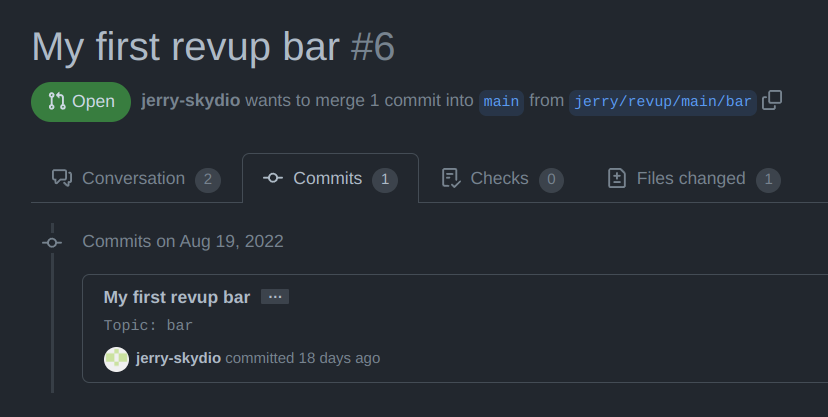 My first revup bar #6
Open jerry-skydio wants to merge 1 commit into main from jerry/revup/main/bar
Conversation 2 Commits 1 Checks 0 Files changed 1
Commits on Aug 19, 2022
My first revup bar ...
Topic: bar
jerry-skydio committed 18 days ago